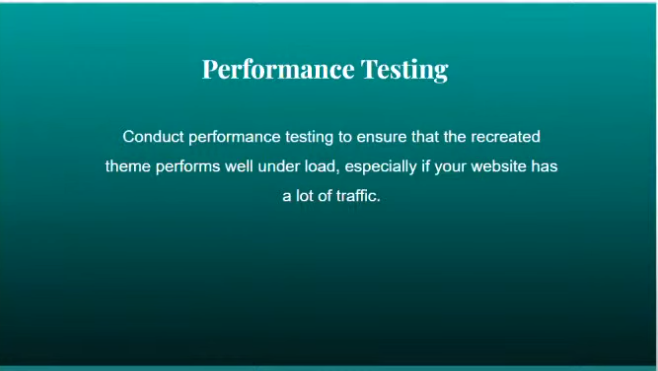 Performance Testing
Conduct performance testing to ensure that the recreated
theme performs well under load, especially if your website has
a lot of traffic.